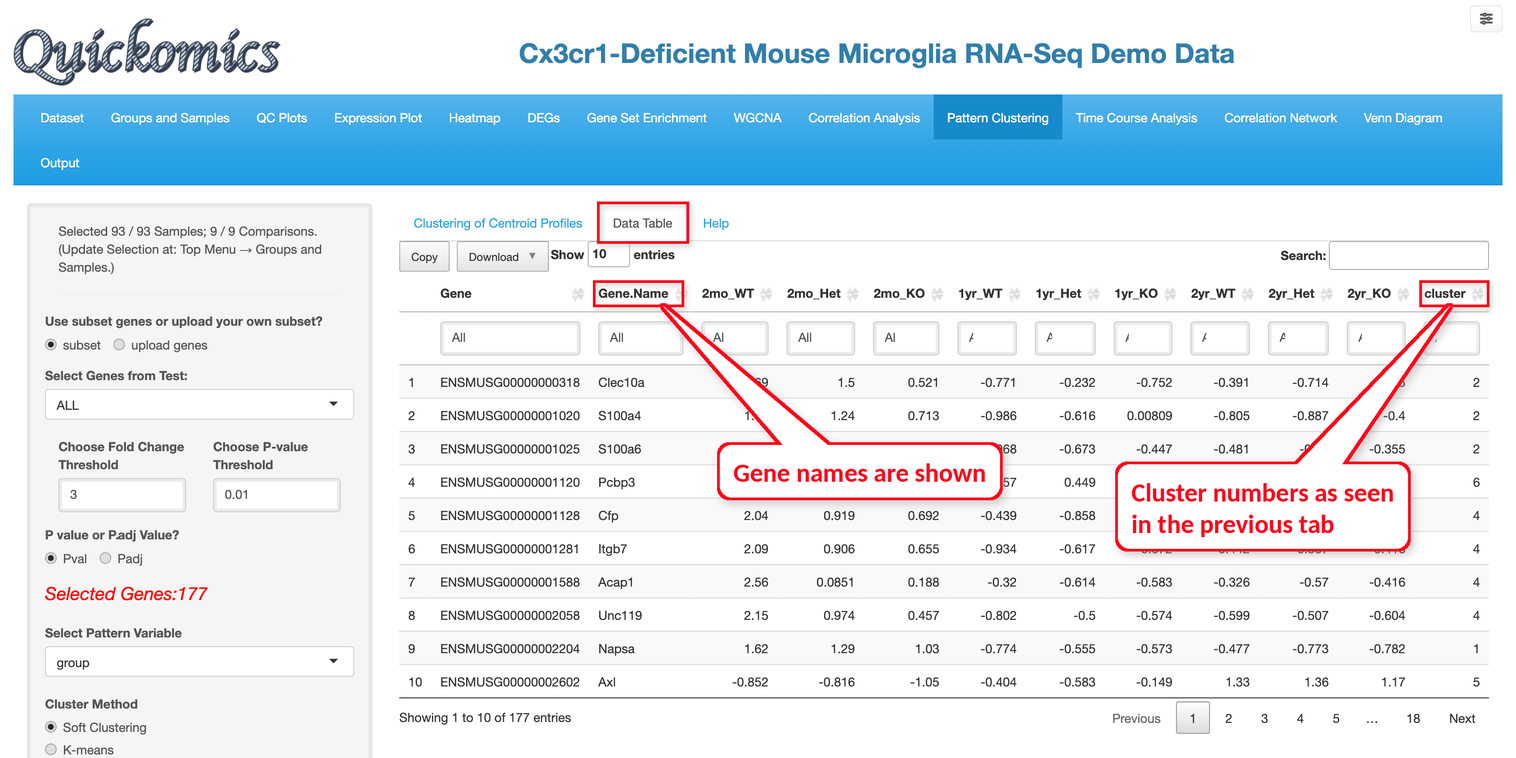 Quickomics
Cx3cr1-Deficient Mouse Microglia RNA-Seq Demo Data
Dataset Groups and Samples QC Plots Expression Plot Heatmap DEGs Gene Set Enrichment WGCNA Correlation Analysis Pattern Clustering Time Course Analysis Correlation Network Venn Diagram
Output
Selected 93 / 93 Samples; 9 / 9 Comparisons.
(Update Selection at: Top Menu → Groups and
Samples.)
Use subset genes or upload your own subset?
subset upload genes
Select Genes from Test:
ALL
Choose Fold Change Threshold
3
Choose P-value Threshold
0.01
P value or P.adj Value?
Pval Padj
Selected Genes:177
Select Pattern Variable
group
Cluster Method
Soft Clustering
K-means
Clustering of Centroid Profiles Data Table Help
Copy Download ▼ Show 10 entries Search:
Gene Gene.Name 2mo_WT 2mo_Het 2mo_KO 1yr_WT 1yr_Het 1yr_KO 2yr_WT 2yr_Het 2yr_KO cluster
All All Al All Al
1 ENSMUSG00000000318 Clec10a 1.5 0.521 -0.771 -0.232 -0.752 -0.391 -0.714 2
2 ENSMUSG00000001020 S100a4 1.24 0.713 -0.986 -0.616 0.00809 -0.805 -0.887 -0.4 2
3 ENSMUSG00000001025 S100a6 -0.673 -0.447 -0.481 -0.355 2
4 ENSMUSG00000001120 Pcbp3 0.449 6
5 ENSMUSG00000001128 Cfp 2.04 0.919 0.692 -0.439 -0.858 4
6 ENSMUSG00000001281 Itgb7 2.09 0.906 0.655 -0.934 -0.617 4
7 ENSMUSG00000001588 Acap1 2.56 0.0851 0.188 -0.32 -0.614 -0.583 -0.326 -0.57 -0.416 4
8 ENSMUSG00000002058 Unc119 2.15 0.974 0.457 -0.802 -0.5 -0.574 -0.599 -0.507 -0.604 4
9 ENSMUSG00000002204 Napsa 1.62 1.29 1.03 -0.774 -0.555 -0.573 -0.477 -0.773 -0.782 1
10 ENSMUSG00000002602 Axl -0.852 -0.816 -1.05 -0.404 -0.583 -0.149 1.33 1.36 1.17 5
Gene names are shown
Cluster numbers as seen
in the previous tab
Showing 1 to 10 of 177 entries
Previous 1 2 3 4 5 … 18 Next